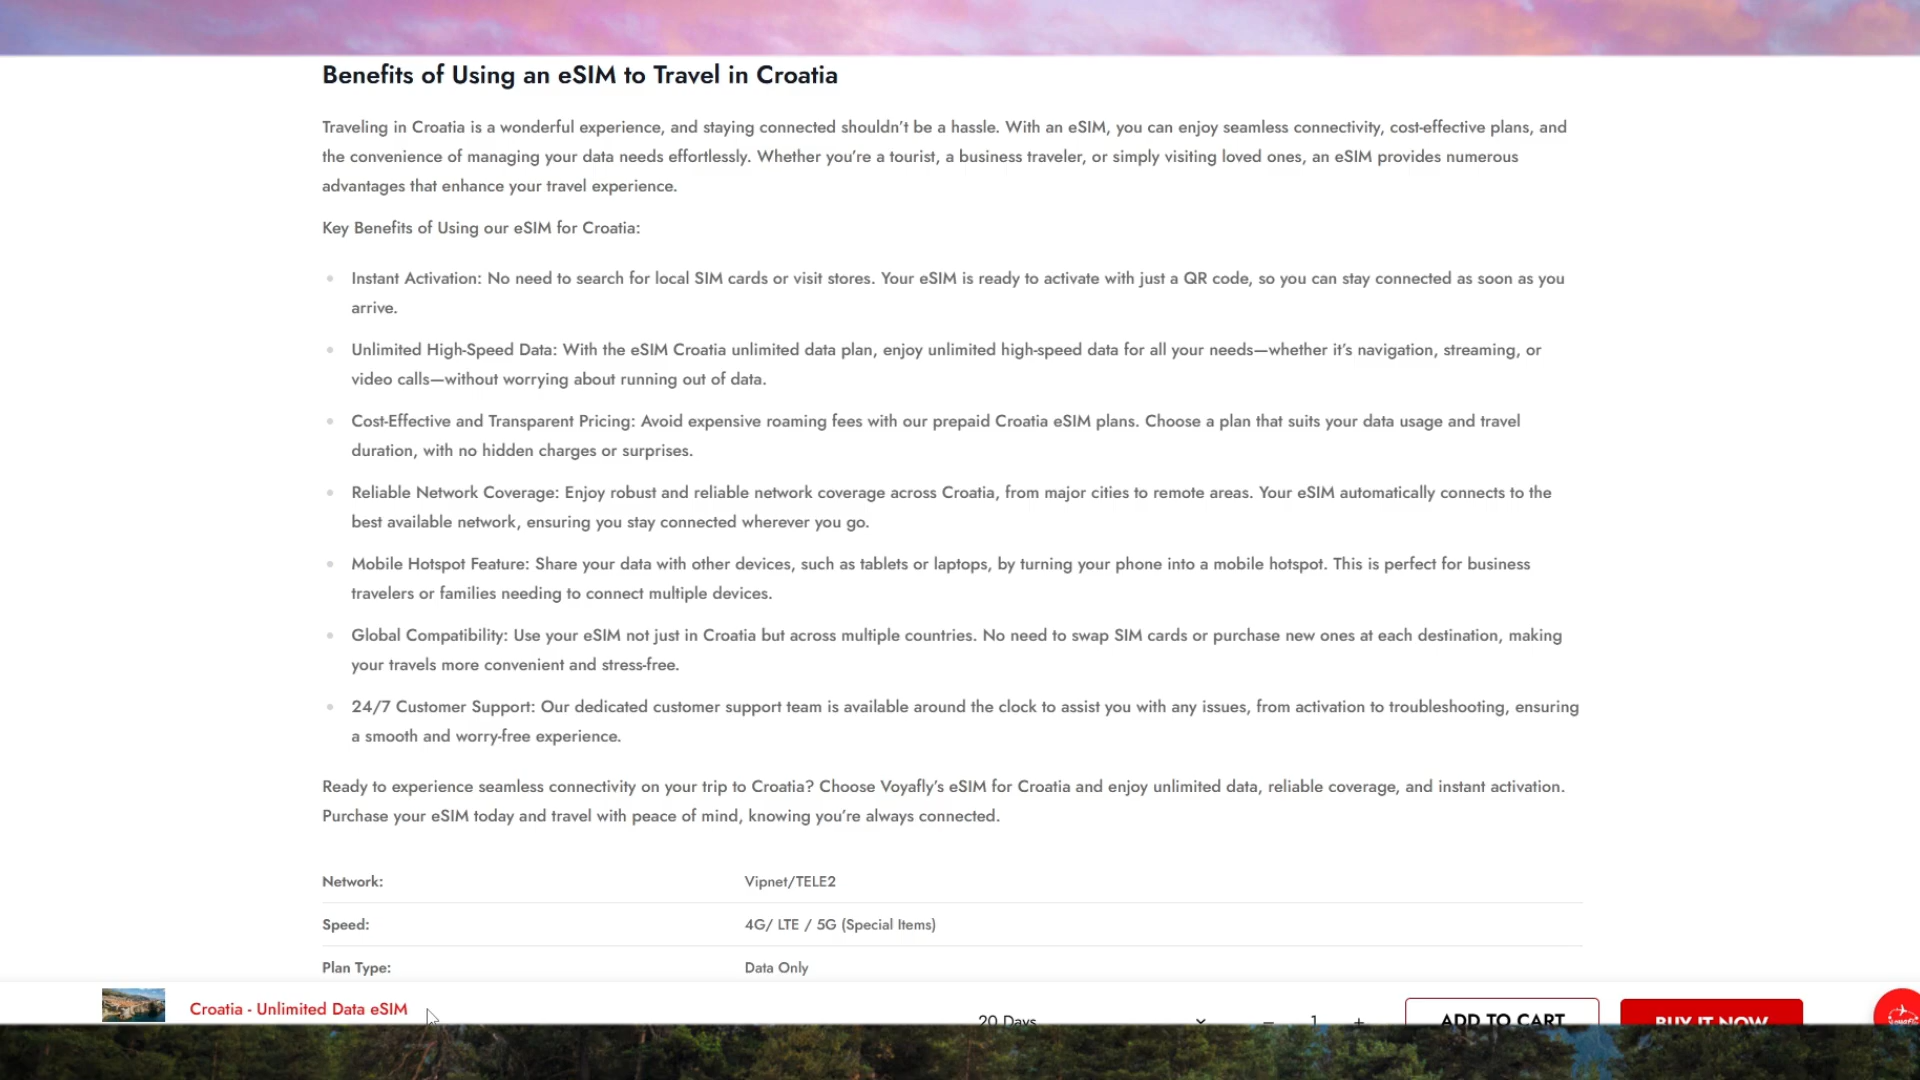 Benefits of Using an eSIM to Travel in Croatia
Traveling in Croatia is a wonderful experience, and staying connected shouldn’t be a hassle. With an eSIM, you can enjoy seamless connectivity, cost-effective plans, and
the convenience of managing your data needs effortlessly. Whether you’re a tourist, a business traveler, or simply visiting loved ones, an eSIM provides numerous
advantages that enhance your travel experience.
Key Benefits of Using our eSIM for Croatia:
Instant Activation: No need to search for local SIM cards or visit stores. Your eSIM is ready to activate with just a QR code, so you can stay connected as soon as you
arrive.
Unlimited High-Speed Data: With the eSIM Croatia unlimited data plan, enjoy unlimited high-speed data for all your needs—whether it’s navigation, streaming, or
video calls—without worrying about running out of data.
Cost-Effective and Transparent Pricing: Avoid expensive roaming fees with our prepaid Croatia eSIM plans. Choose a plan that suits your data usage and travel
duration, with no hidden charges or surprises.
Reliable Network Coverage: Enjoy robust and reliable network coverage across Croatia, from major cities to remote areas. Your eSIM automatically connects to the
best available network, ensuring you stay connected wherever you go.
Mobile Hotspot Feature: Share your data with other devices, such as tablets or laptops, by turning your phone into a mobile hotspot. This is perfect for business
travelers or families needing to connect multiple devices.
Global Compatibility: Use your eSIM not just in Croatia but across multiple countries. No need to swap SIM cards or purchase new ones at each destination, making
your travels more convenient and stress-free.
24/7 Customer Support: Our dedicated customer support team is available around the clock to assist you with any issues, from activation to troubleshooting, ensuring
a smooth and worry-free experience.
Ready to experience seamless connectivity on your trip to Croatia? Choose Voyafly’s eSIM for Croatia and enjoy unlimited data, reliable coverage, and instant activation.
Purchase your eSIM today and travel with peace of mind, knowing you’re always connected.
Network: Vipnet/TELE2
Speed: 4G/ LTE / 5G (Special Items)
Plan Type: Data Only
Croatia - Unlimited Data eSIM 20 Days − 1 + ADD TO CART BUY IT NOW